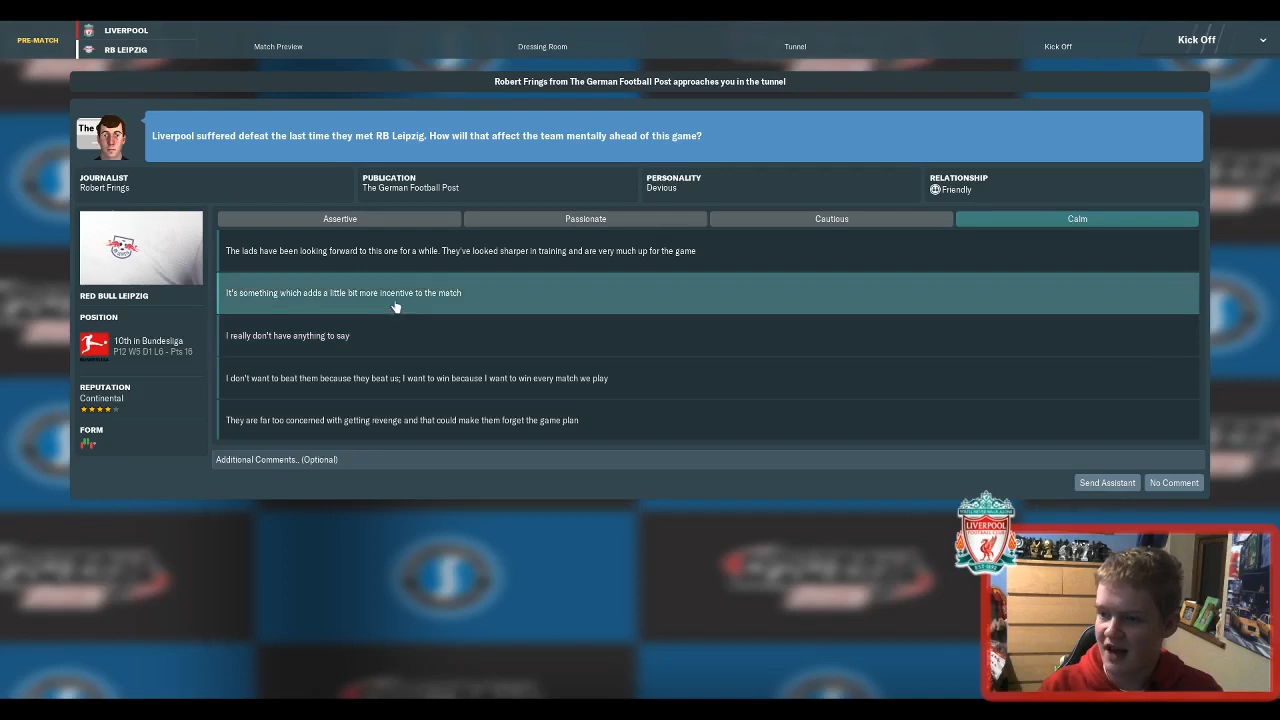 PRE-MATCH
LIVERPOOL
RB LEIPZIG
Match Preview
Dressing Room
Tunnel
Kick Off
Kick Off
Robert Frings from The German Football Post approaches you in the tunnel
Liverpool suffered defeat the last time they met RB Leipzig. How will that affect the team mentally ahead of this game?
JOURNALIST
Robert Frings
PUBLICATION
The German Football Post
PERSONALITY
Devious
RELATIONSHIP
Friendly
Assertive
Passionate
Cautious
Calm
The lads have been looking forward to this one for a while. They've looked sharper in training and are very much up for the game
It's something which adds a little bit more incentive to the match
I really don't have anything to say
I don't want to beat them because they beat us; I want to win because I want to win every match we play
They are far too concerned with getting revenge and that could make them forget the game plan
RED BULL LEIPZIG
POSITION
10th in Bundesliga
P12 W5 D1 L6 - Pts 16
REPUTATION
Continental
FORM
Additional Comments.. (Optional)
Send Assistant
No Comment
LIVERPOOL
FOOTBALL CLUB